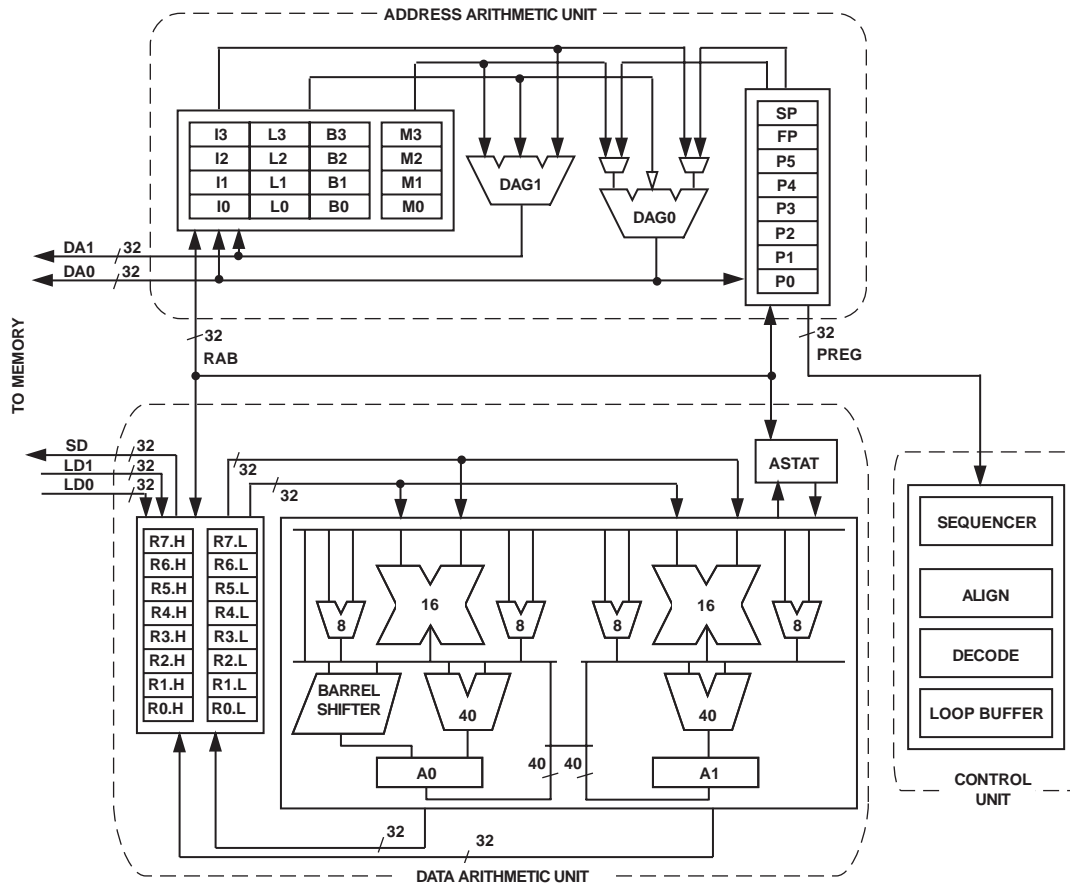 ADDRESS ARITHMETIC UNIT
I3 L3 B3 M3
I2 L2 B2 M2
I1 L1 B1 M1
I0 L0 B0 M0
DAG1
DAG0
SP
FP
P5
P4
P3
P2
P1
P0
DA1 32
DA0 32
TO MEMORY
32
RAB
32
PREG
SD 32
LD1 32
LD0 32
32
32
ASTAT
R7.H R7.L
R6.H R6.L
R5.H R5.L
R4.H R4.L
R3.H R3.L
R2.H R2.L
R1.H R1.L
R0.H R0.L
8 16 8 8 16 8
BARREL
SHIFTER
40
40
A0 40 40 A1
32
32
DATA ARITHMETIC UNIT
SEQUENCER
ALIGN
DECODE
LOOP BUFFER
CONTROL
UNIT